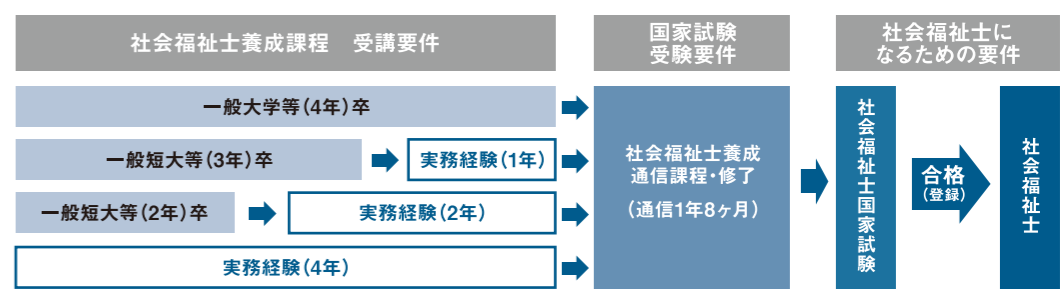 社会福祉士養成課程　受講要件
国家試験
受験要件
社会福祉士に
なるための要件
一般大学等(4年)卒
一般短大等(3年)卒
実務経験(1年)
一般短大等(2年)卒
実務経験(2年)
実務経験(4年)
社会福祉士養成
通信課程・修了
(通信1年8ヶ月)
社会福祉士国家試験
合格
(登録)
社会福祉士